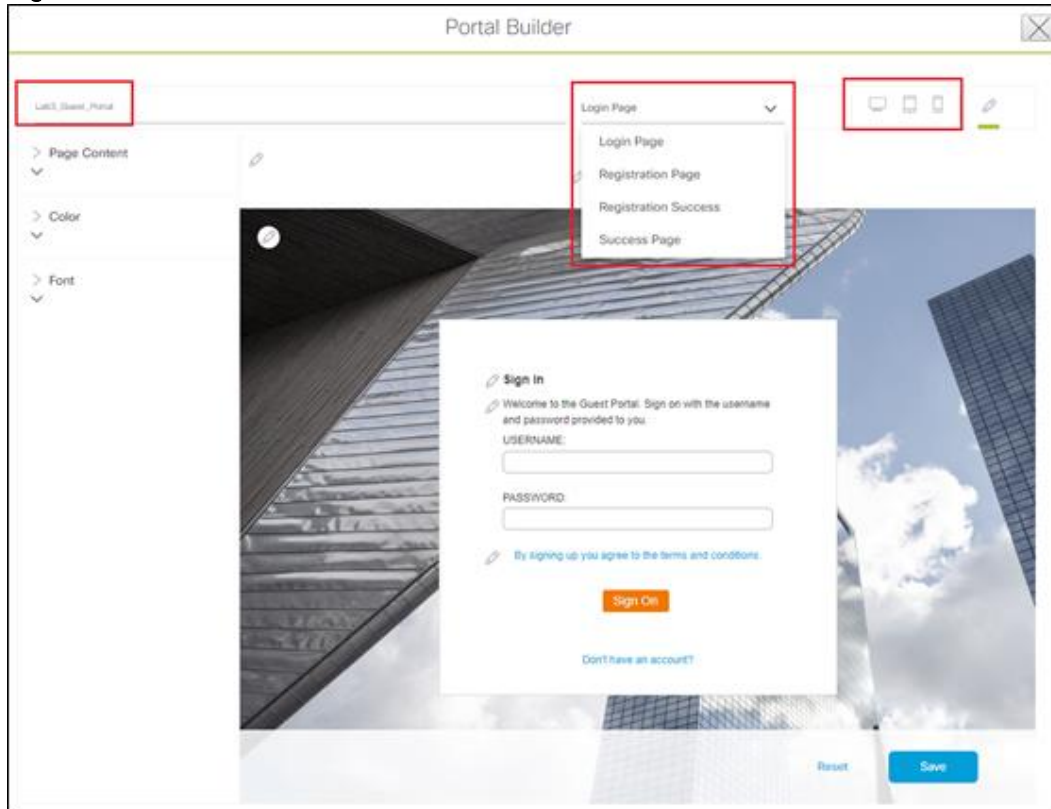 Portal Builder
Lab3_Guest_Portal
Login Page
Login Page
Registration Page
Registration Success
Success Page
Page Content
Color
Font
Sign In
Welcome to the Guest Portal. Sign on with the username
and password provided to you.
USERNAME:
PASSWORD:
By signing up you agree to the terms and conditions.
Sign On
Don't have an account?
Reset
Save